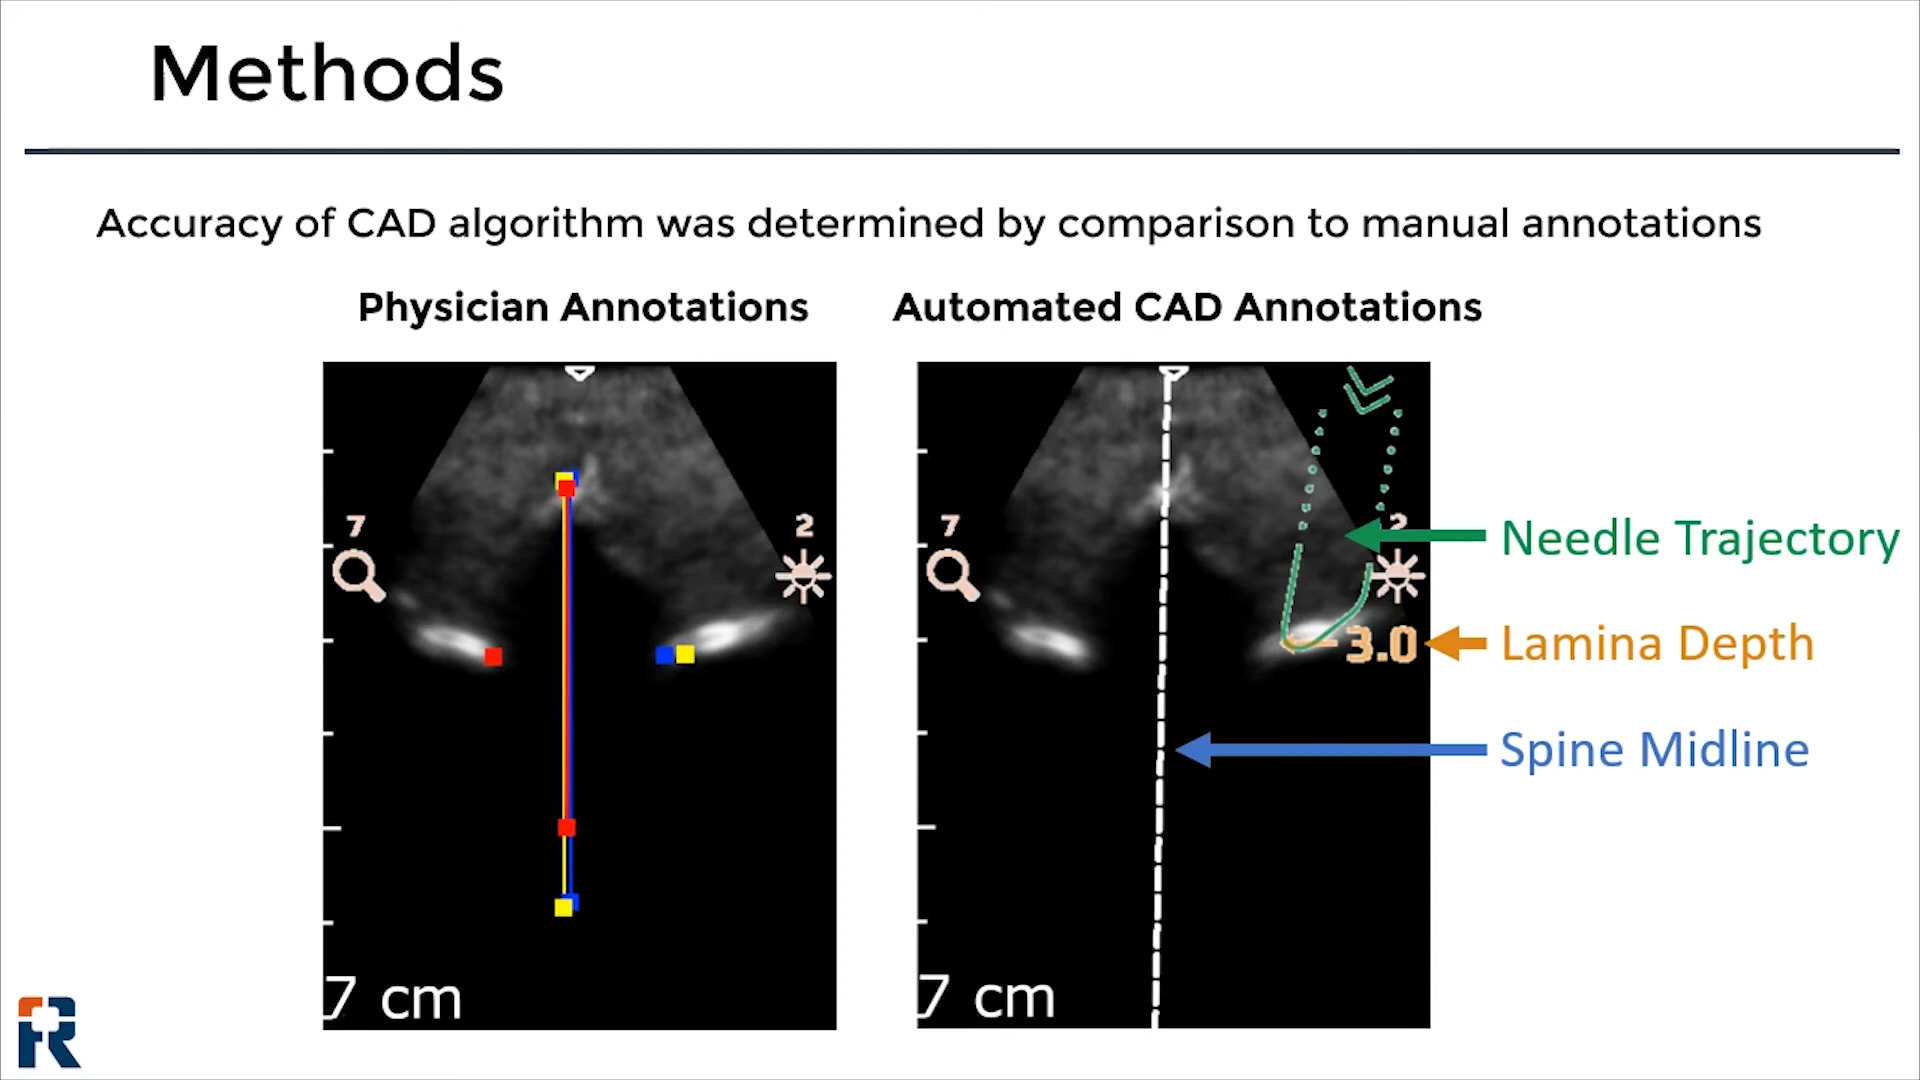 Methods
Accuracy of CAD algorithm was determined by comparison to manual annotations
Physician Annotations
Automated CAD Annotations
7
2
7 cm
7
2
3.0
7 cm
Needle Trajectory
Lamina Depth
Spine Midline